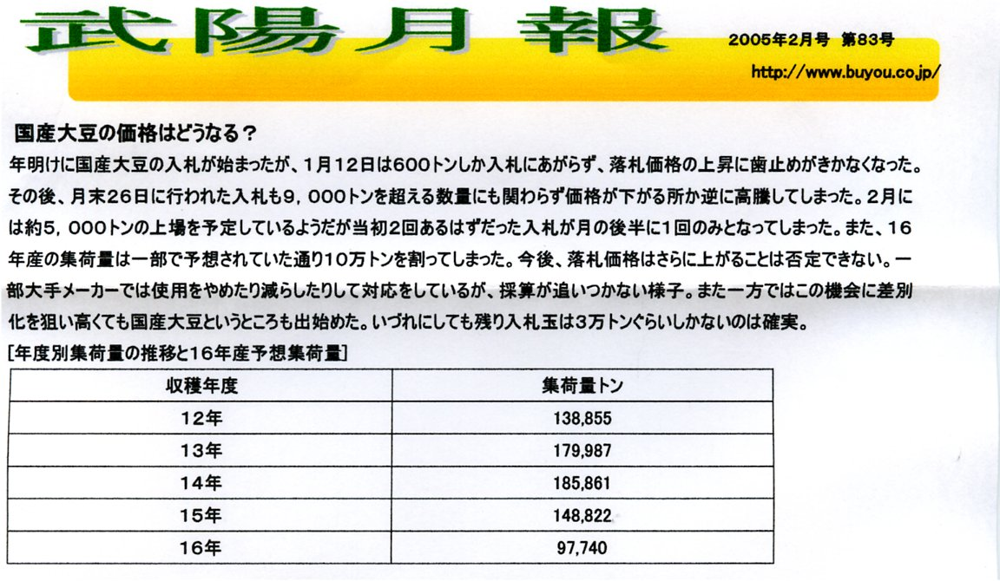 武陽月報
2005年2月号 第83号
http://www.buyou.co.jp/
国産大豆の価格はどうなる？
年明けに国産大豆の入札が始まったが、１月１２日は６００トンしか入札にあがらず、落札価格の上昇に歯止めがきかなくなった。
その後、月末２６日に行われた入札も９，０００トンを超える数量にも関わらず価格が下がる所か逆に高騰してしまった。２月に
は約５，０００トンの上場を予定しているようだが当初２回あるはずだった入札が月の後半に１回のみとなってしまった。また、１６
年産の集荷量は一部で予想されていた通り１０万トンを割ってしまった。今後、落札価格はさらに上がることは否定できない。一
部大手メーカーでは使用をやめたり減らしたりして対応をしているが、採算が追いつかない様子。また一方ではこの機会に差別
化を狙い高くても国産大豆というところも出始めた。いづれにしても残り入札玉は３万トンぐらいしかないのは確実。
[年度別集荷量の推移と１６年産予想集荷量]
収穫年度 集荷量トン
１２年 138,855
１３年 179,987
１４年 185,861
１５年 148,822
１６年 97,740